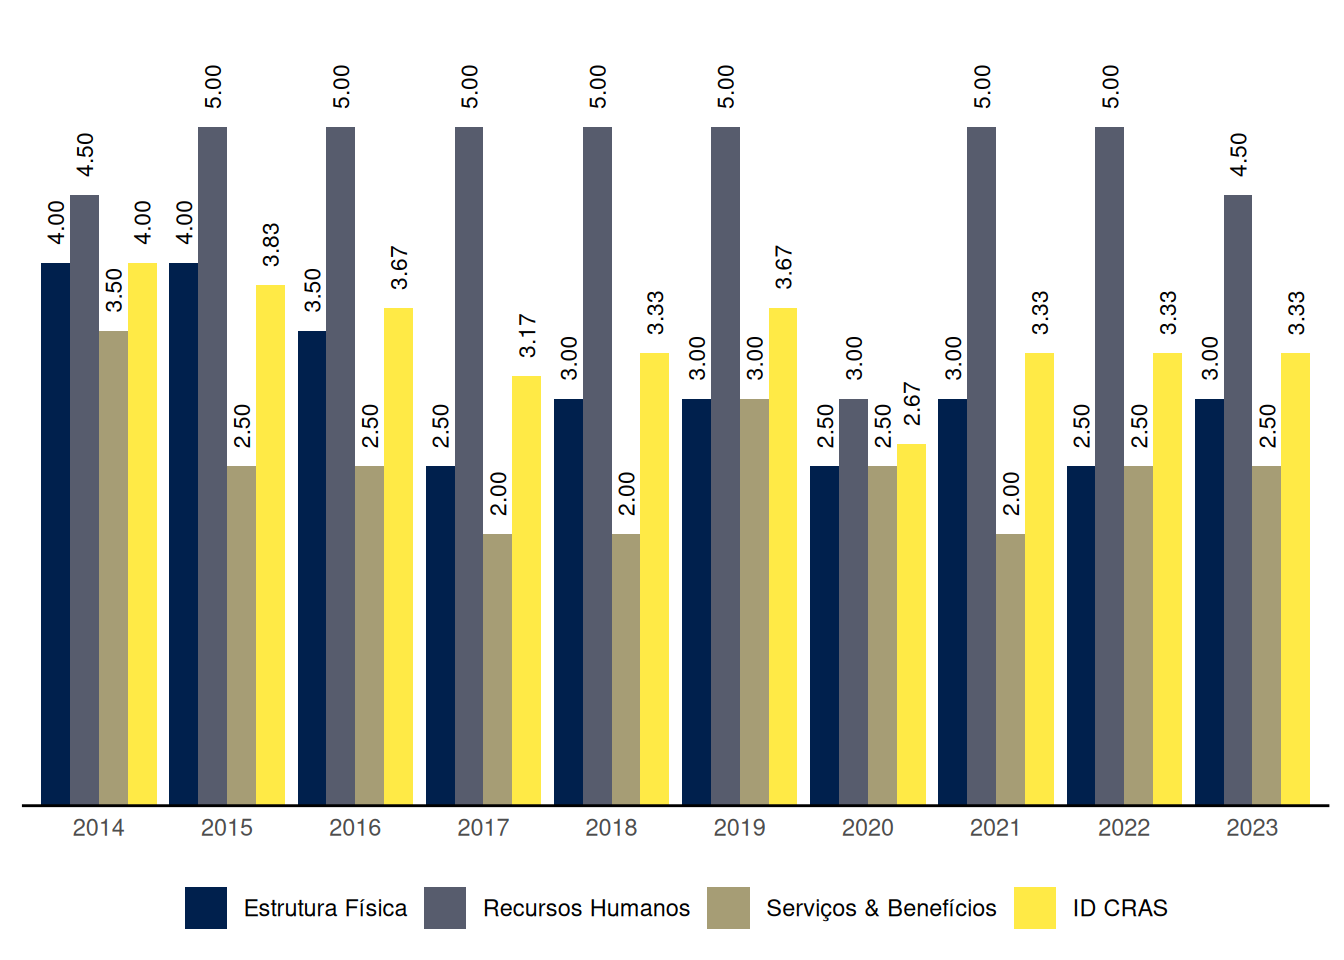 4.00 4.50 3.50 4.00
4.00 5.00 2.50 3.83
3.50 5.00 2.50 3.67
2.50 5.00 2.00 3.17
3.00 5.00 2.00 3.33
3.00 5.00 3.00 3.67
2.50 3.00 2.50 2.67
3.00 5.00 2.00 3.33
2.50 5.00 2.50 3.33
3.00 4.50 2.50 3.33
2014 2015 2016 2017 2018 2019 2020 2021 2022 2023
Estrutura Física Recursos Humanos Serviços & Benefícios ID CRAS